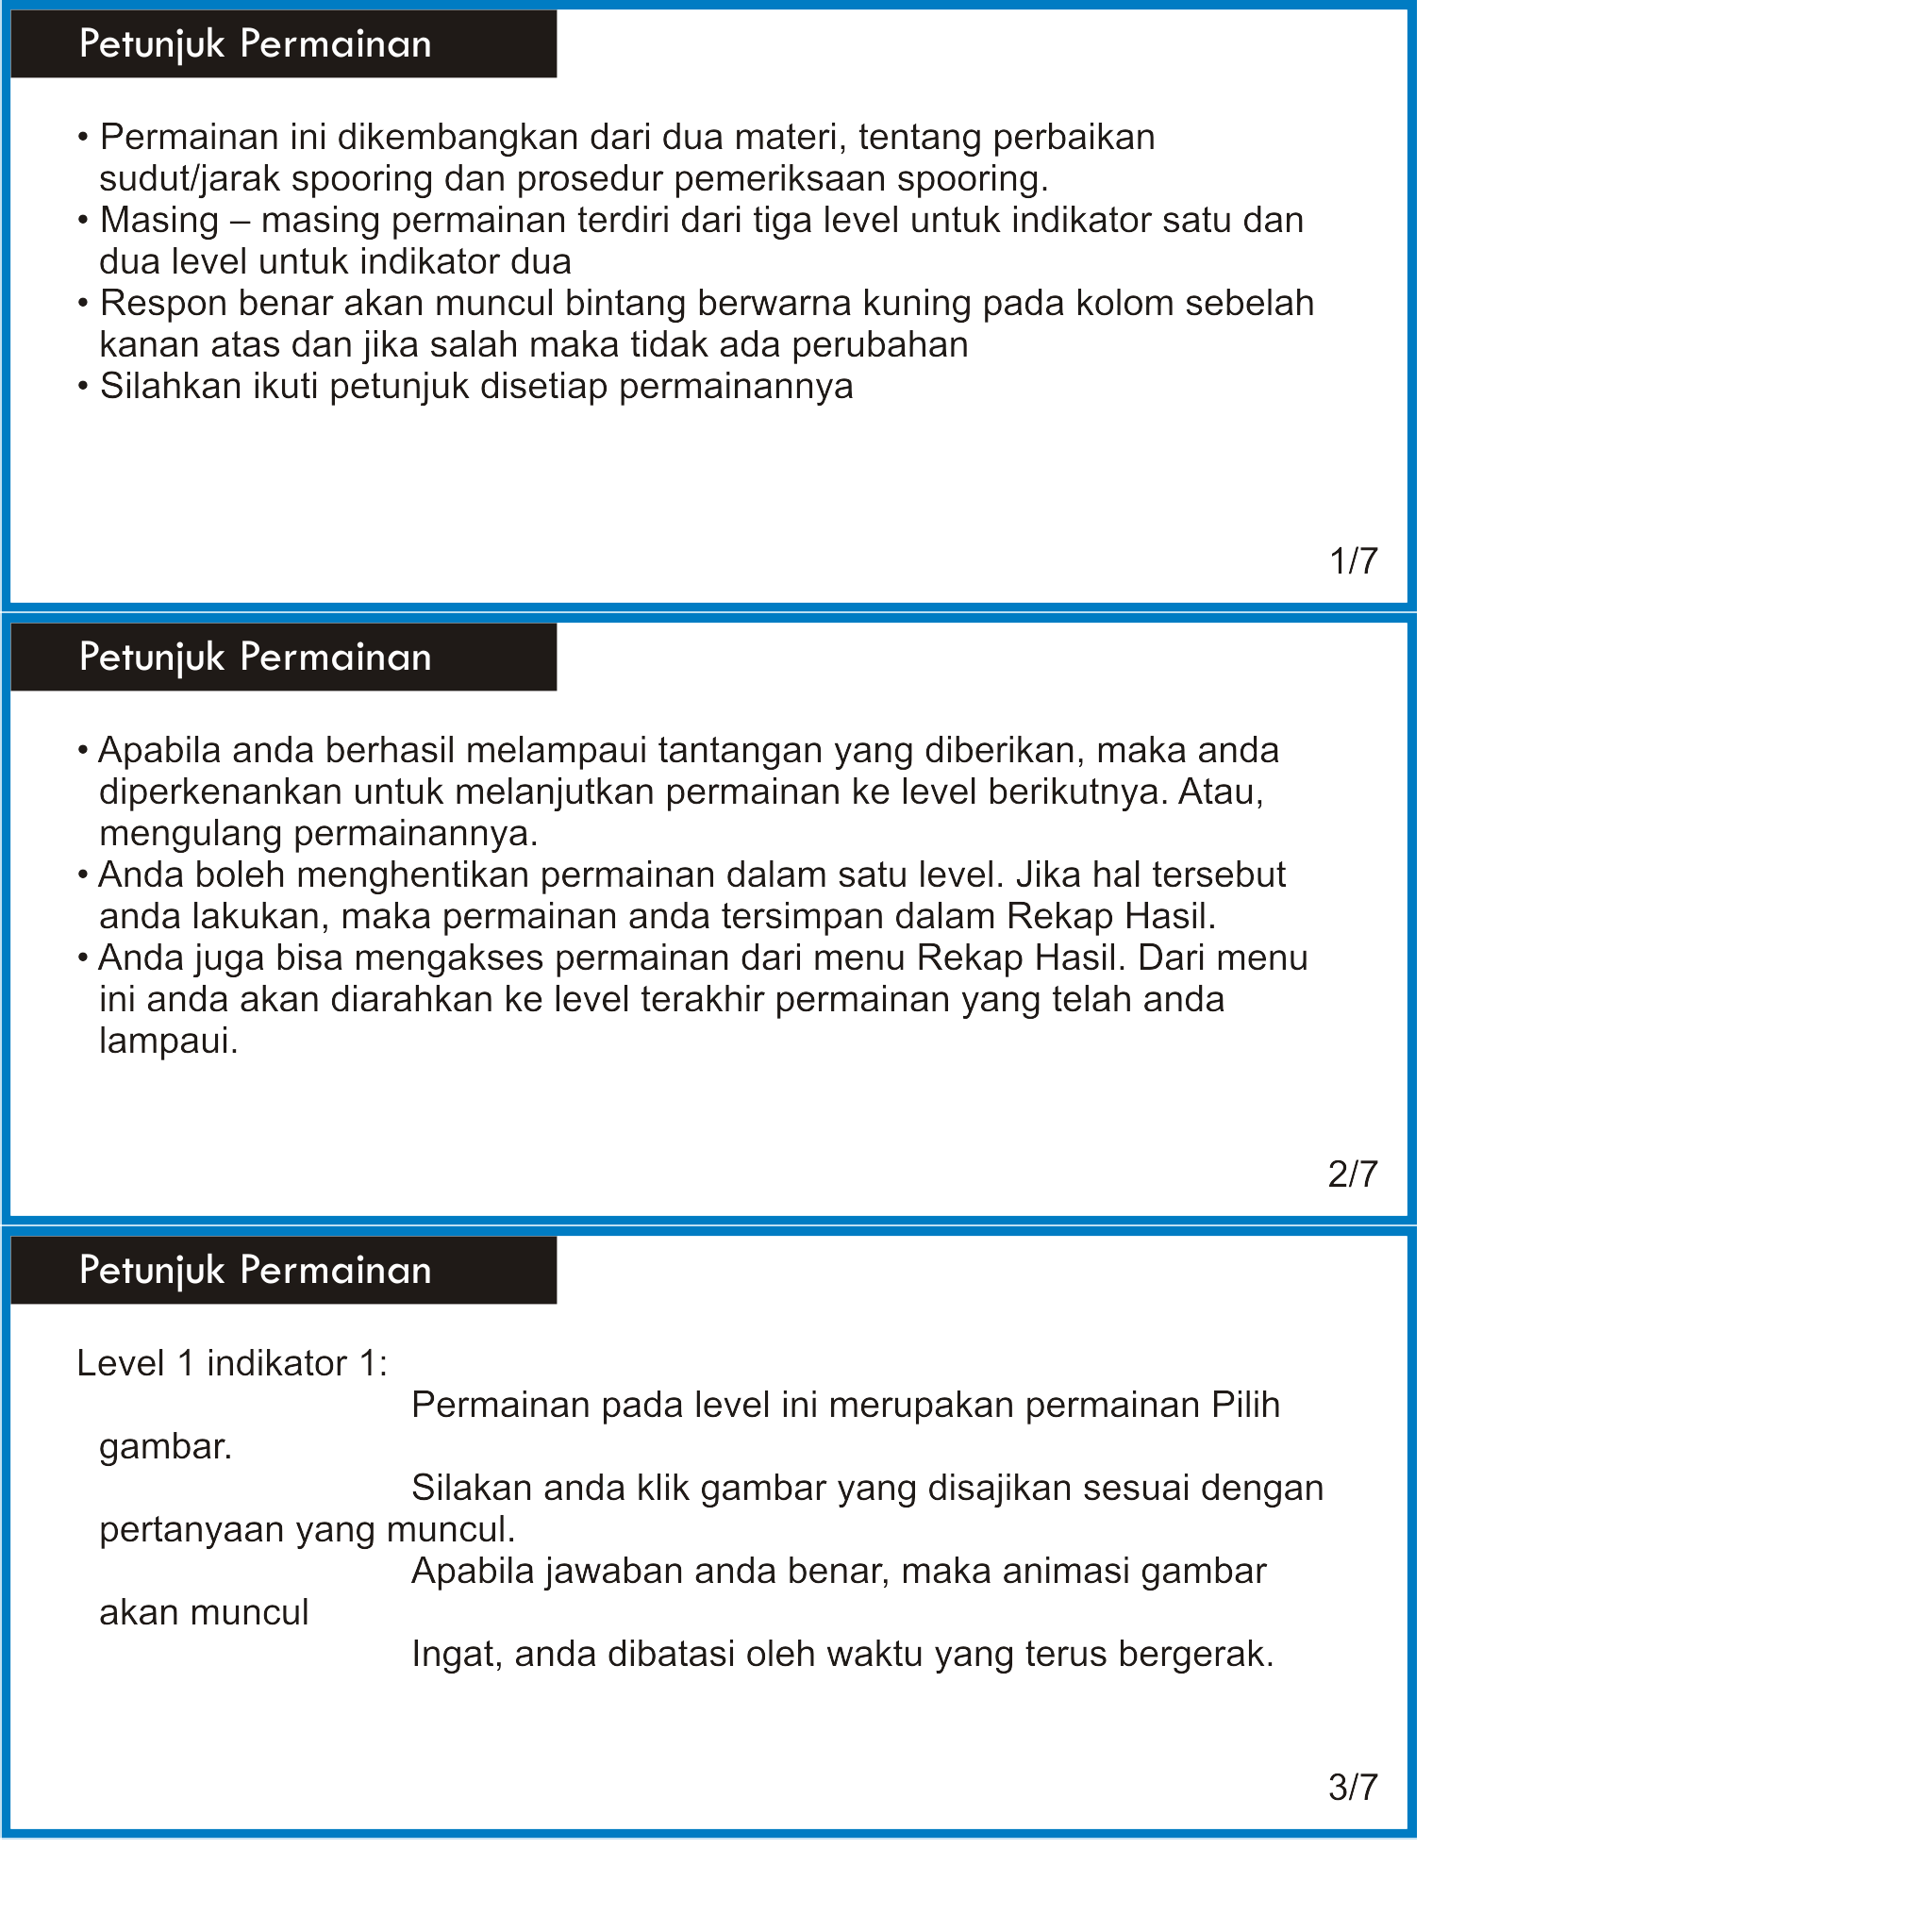 Petunjuk Permainan
• Permainan ini dikembangkan dari dua materi, tentang perbaikan
sudut/jarak spooring dan prosedur pemeriksaan spooring.
• Masing – masing permainan terdiri dari tiga level untuk indikator satu dan
dua level untuk indikator dua
• Respon benar akan muncul bintang berwarna kuning pada kolom sebelah
kanan atas dan jika salah maka tidak ada perubahan
• Silahkan ikuti petunjuk disetiap permainannya
1/7
Petunjuk Permainan
• Apabila anda berhasil melampaui tantangan yang diberikan, maka anda
diperkenankan untuk melanjutkan permainan ke level berikutnya. Atau,
mengulang permainannya.
• Anda boleh menghentikan permainan dalam satu level. Jika hal tersebut
anda lakukan, maka permainan anda tersimpan dalam Rekap Hasil.
• Anda juga bisa mengakses permainan dari menu Rekap Hasil. Dari menu
ini anda akan diarahkan ke level terakhir permainan yang telah anda
lampaui.
2/7
Petunjuk Permainan
Level 1 indikator 1:
Permainan pada level ini merupakan permainan Pilih
gambar.
Silakan anda klik gambar yang disajikan sesuai dengan
pertanyaan yang muncul.
Apabila jawaban anda benar, maka animasi gambar
akan muncul
Ingat, anda dibatasi oleh waktu yang terus bergerak.
3/7